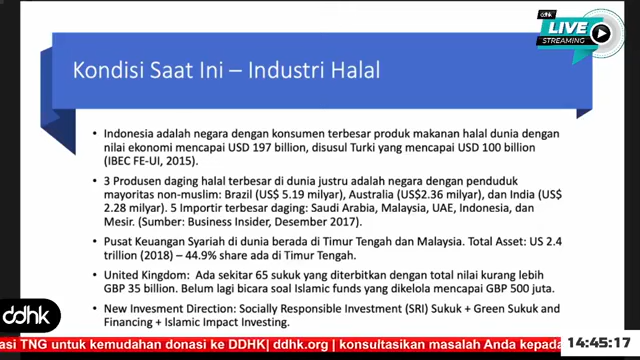 ddhk
LIVE
STREAMING
Kondisi Saat Ini – Industri Halal
• Indonesia adalah negara dengan konsumen terbesar produk makanan halal dunia dengan
nilai ekonomi mencapai USD 197 billion, disusul Turki yang mencapai USD 100 billion
(IBEC FE-UI, 2015).
• 3 Produsen daging halal terbesar di dunia justru adalah negara dengan penduduk
mayoritas non-muslim: Brazil (US$ 5.19 milyar), Australia (US$2.36 milyar), dan India (US$
2.28 milyar). 5 Importir terbesar daging: Saudi Arabia, Malaysia, UAE, Indonesia, dan
Mesir. (Sumber: Business Insider, Desember 2017).
• Pusat Keuangan Syariah di dunia berada di Timur Tengah dan Malaysia. Total Asset: US 2.4
trillion (2018) – 44.9% share ada di Timur Tengah.
• United Kingdom: Ada sekitar 65 sukuk yang diterbitkan dengan total nilai kurang lebih
GBP 35 billion. Belum lagi bicara soal Islamic funds yang dikelola mencapai GBP 500 juta.
• New Invesment Direction: Socially Responsible Investment (SRI) Sukuk + Green Sukuk and
Financing + Islamic Impact Investing.
ddhk
asi TNG untuk kemudahan donasi ke DDHK| ddhk.org | konsultasikan masalah Anda kepada
14:45:17